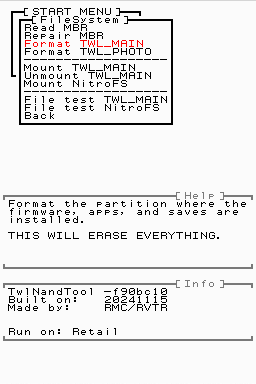 START MENU
FileSystem
Read MBR
Repair MBR
Format TWL_MAIN
Format TWL_PHOTO
Mount TWL_MAIN
Unmount TWL_MAIN
Mount NitroFS
File test TWL_MAIN
File test NitroFS
Back
Help
Format the partition where the
firmware, apps, and saves are
installed.
THIS WILL ERASE EVERYTHING.
Info
TwlNandTool -f90bc10
Built on: 20241115
Made by: RMC/RVTR
Run on: Retail